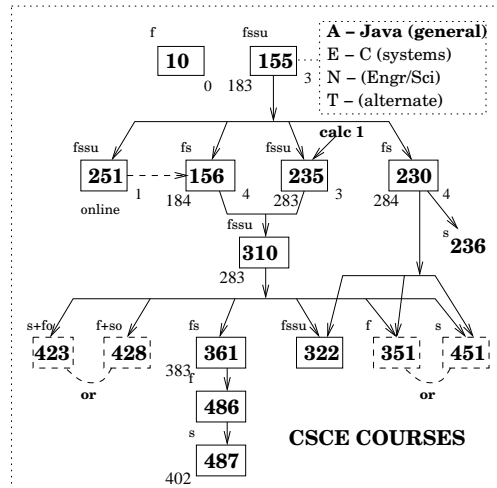 f
fssu
A – Java (general)
E – C (systems)
N – (Engr/Sci)
T – (alternate)
10
155
0
183
3
calc 1
fssu
fs
fssu
fs
251
156
235
230
1
4
3
4
online
184
283
284
s
236
fssu
310
283
s+fo
f+so
fs
fssu
f
s
423
428
361
322
351
451
383
or
or
f
486
s
487
402
CSCE COURSES